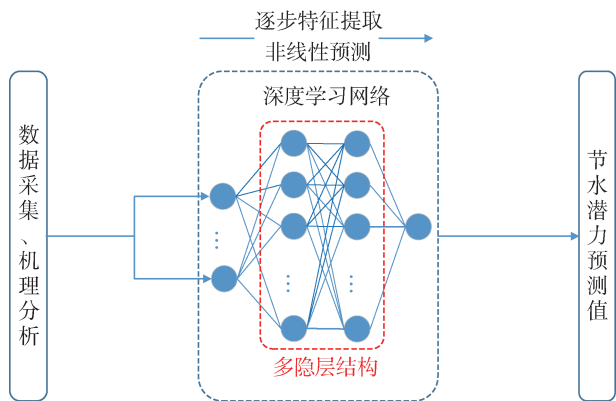 逐步特征提取
非线性预测
深度学习网络
数据采集、机理分析
多隐层结构
节水潜力预测值